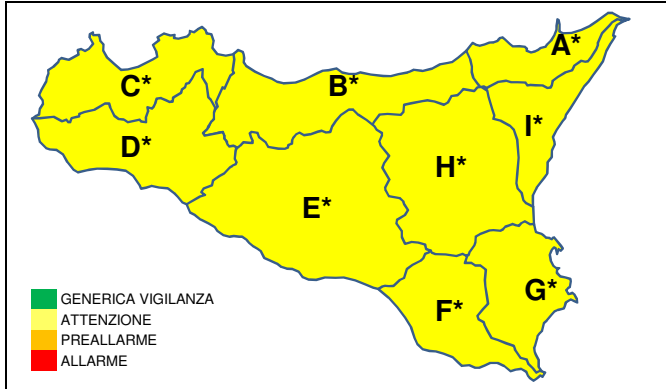 A*
C*
B*
I*
D*
H*
E*
G*
F*
GENERICA VIGILANZA
ATTENZIONE
PREALLARME
ALLARME